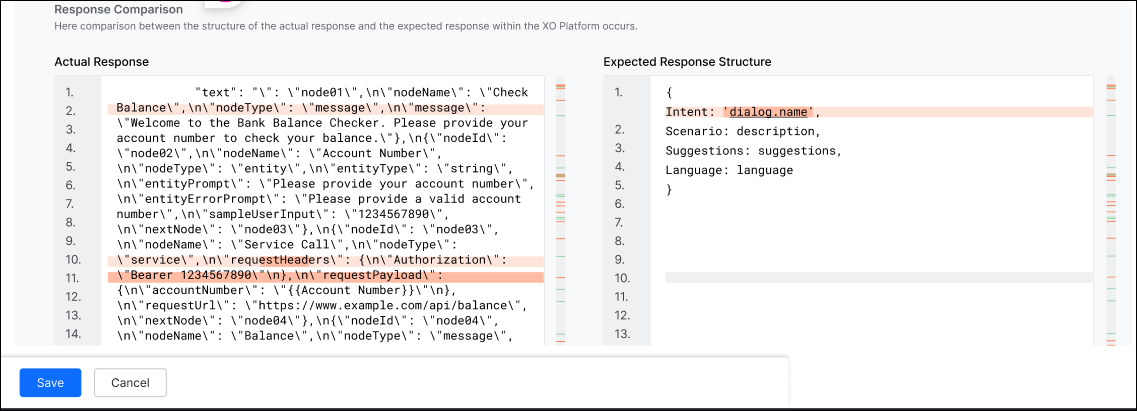 Response Comparison
Here comparison between the structure of the actual response and the expected response within the XO Platform occurs.
Actual Response
1.
2.
3.
4.
5.
6.
7.
8.
9.
10.
11.
12.
13.
14.
"text": "\": \"node01\",\n\"nodeName\": \"Check
Balance\",\n\"nodeType\": \"message\",\n\"message\":
\"Welcome to the Bank Balance Checker. Please provide your
account number to check your balance.\"},\n{\"nodeId\":
\"node02\",\n\"nodeName\": \"Account Number\",
\n\"nodeType\": \"entity\",\n\"entityType\": \"string\",
\n\"entityPrompt\": \"Please provide your account number\",
\n\"entityErrorPrompt\": \"Please provide a valid account
number\",\n\"sampleUserInput\": \"1234567890\",
\n\"nextNode\": \"node03\"},\n{\"nodeId\": \"node03\",
\n\"nodeName\": \"Service Call\",\n\"nodeType\":
\"service\",\n\"requestHeaders\": {\n\"Authorization\":
\"Bearer 1234567890\"\n},\n\"requestPayload\":
{\n\"accountNumber\": \"{{Account Number}}\"\n},
\n\"requestUrl\": \"https://www.example.com/api/balance\",
\n\"nextNode\": \"node04\"},\n{\"nodeId\": \"node04\",
\n\"nodeName\": \"Balance\",\n\"nodeType\": \"message\",
Expected Response Structure
1.
2.
3.
4.
5.
6.
7.
8.
9.
10.
11.
12.
13.
{
Intent: 'dialog.name',
Scenario: description,
Suggestions: suggestions,
Language: language
}
Save
Cancel